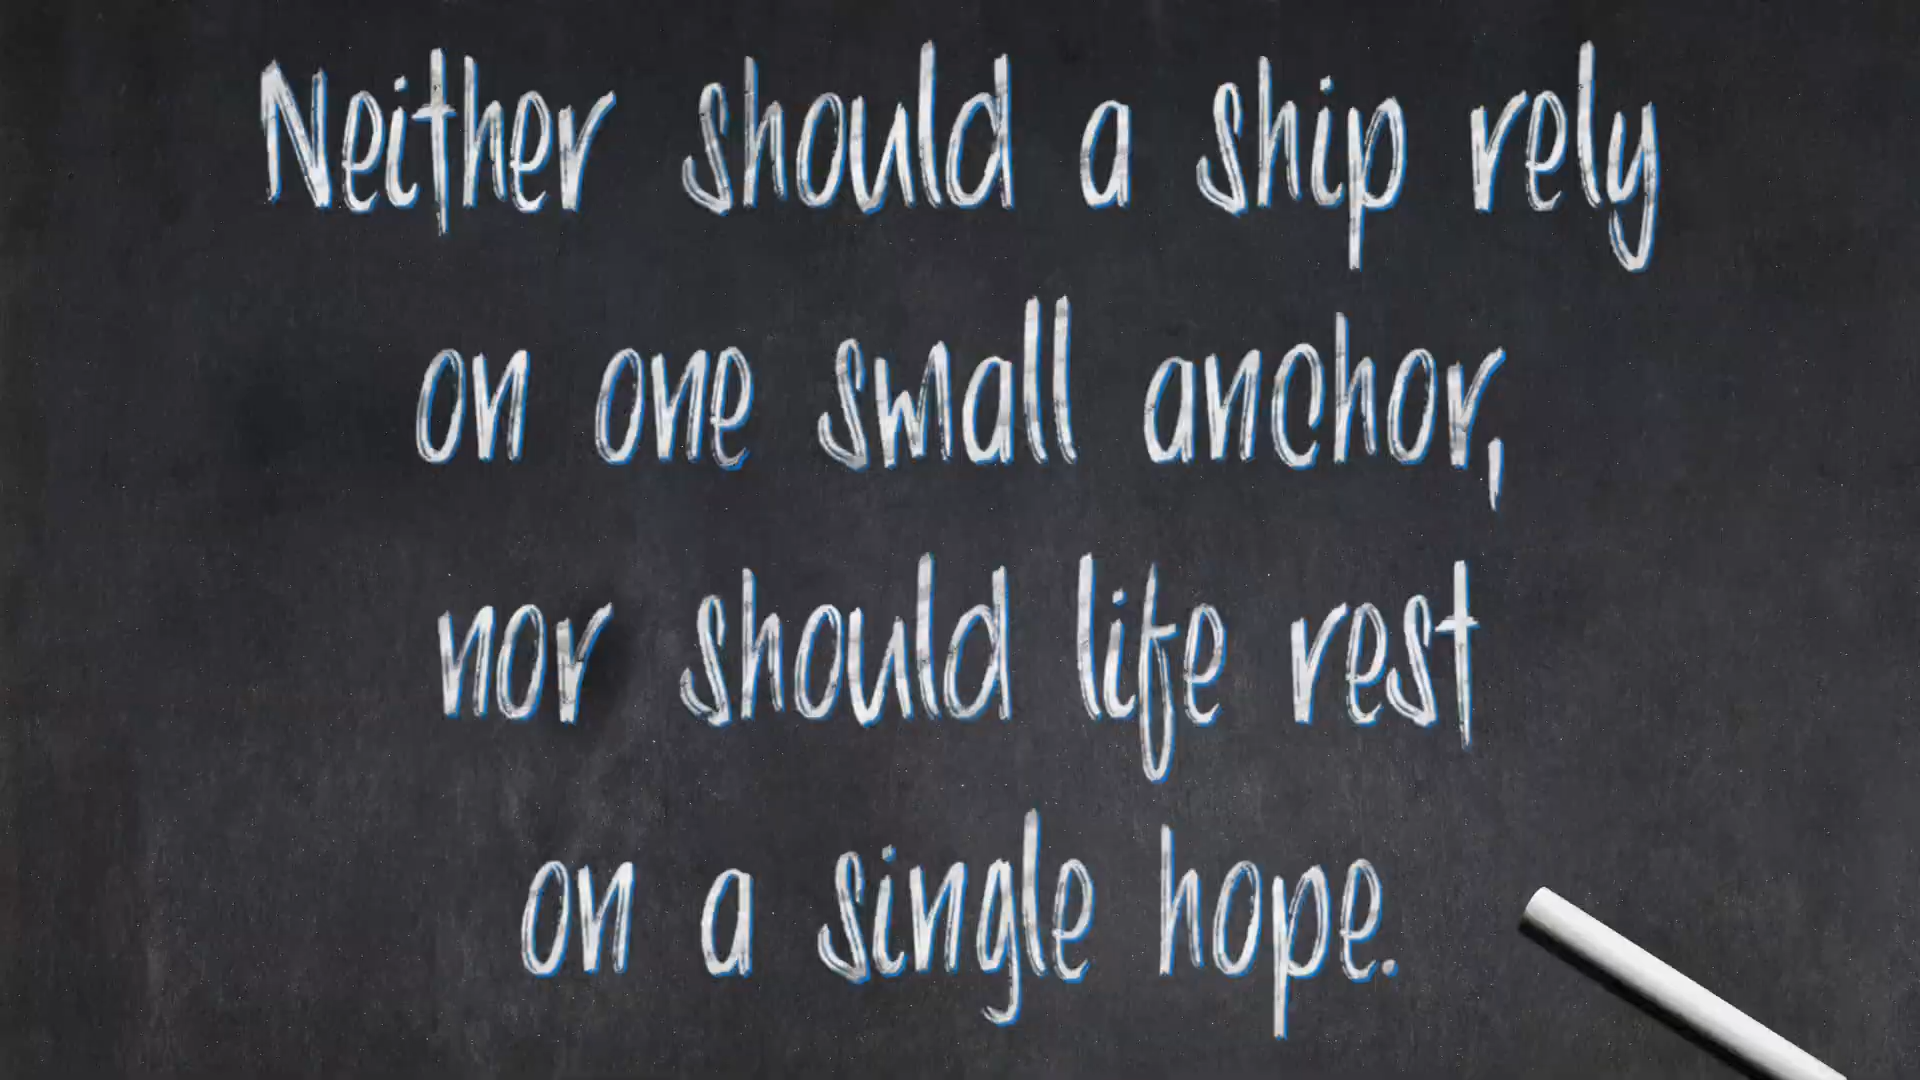 Neither should a ship rely
on one small anchor,
nor should life rest
on a single hope.